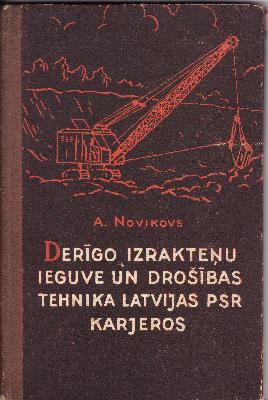 A. NOVIKOVS
DERĪGO IZRAKTEŅU
IEGUVE UN DROŠĪBAS
TEHNIKA LATVIJAS PSR
KARJEROS